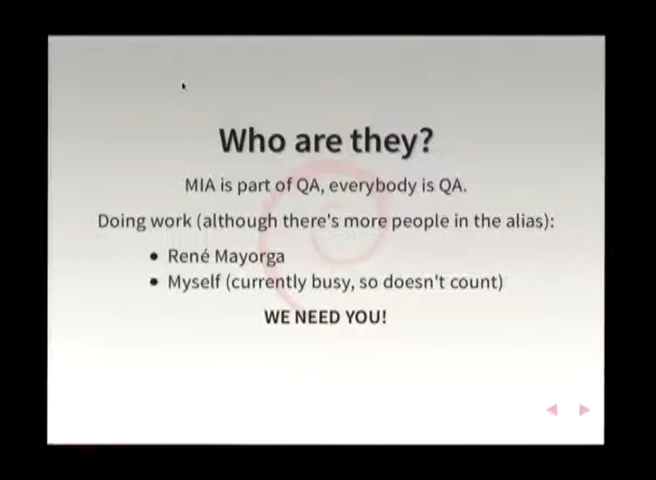 Who are they?
MIA is part of QA, everybody is QA.
Doing work (although there's more people in the alias):
• René Mayorga
• Myself (currently busy, so doesn't count)
WE NEED YOU!